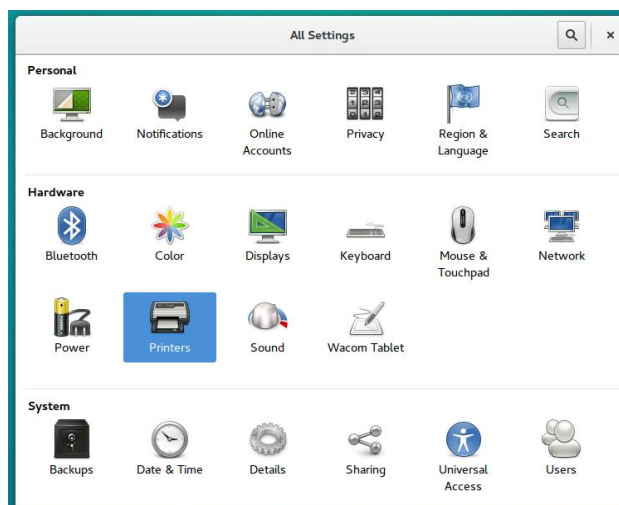 All Settings
Personal
Background
Notifications
Online
Accounts
Privacy
Region &
Language
Search
Hardware
Bluetooth
Color
Displays
Keyboard
Mouse &
Touchpad
Network
Power
Printers
Sound
Wacom Tablet
System
Backups
Date & Time
Details
Sharing
Universal
Access
Users